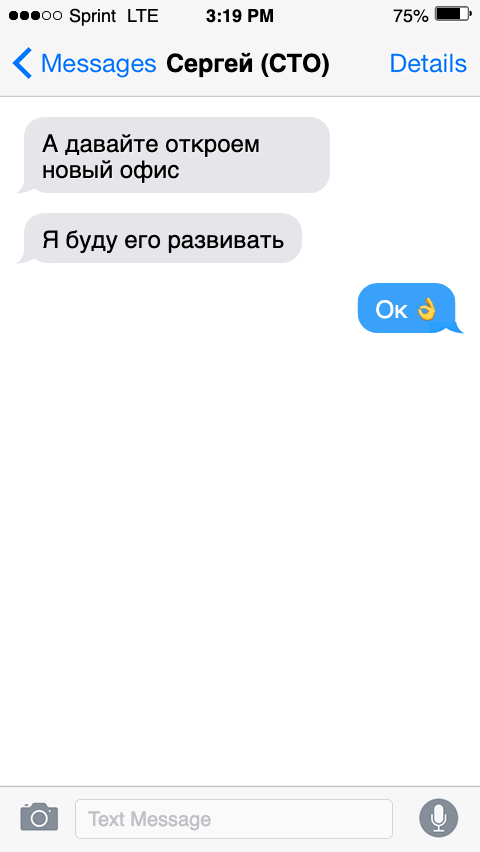 Sprint LTE 3:19 PM 75%
Messages Сергей (CTO) Details
А давайте откроем
новый офис
Я буду его развивать
Ок 👌
Text Message